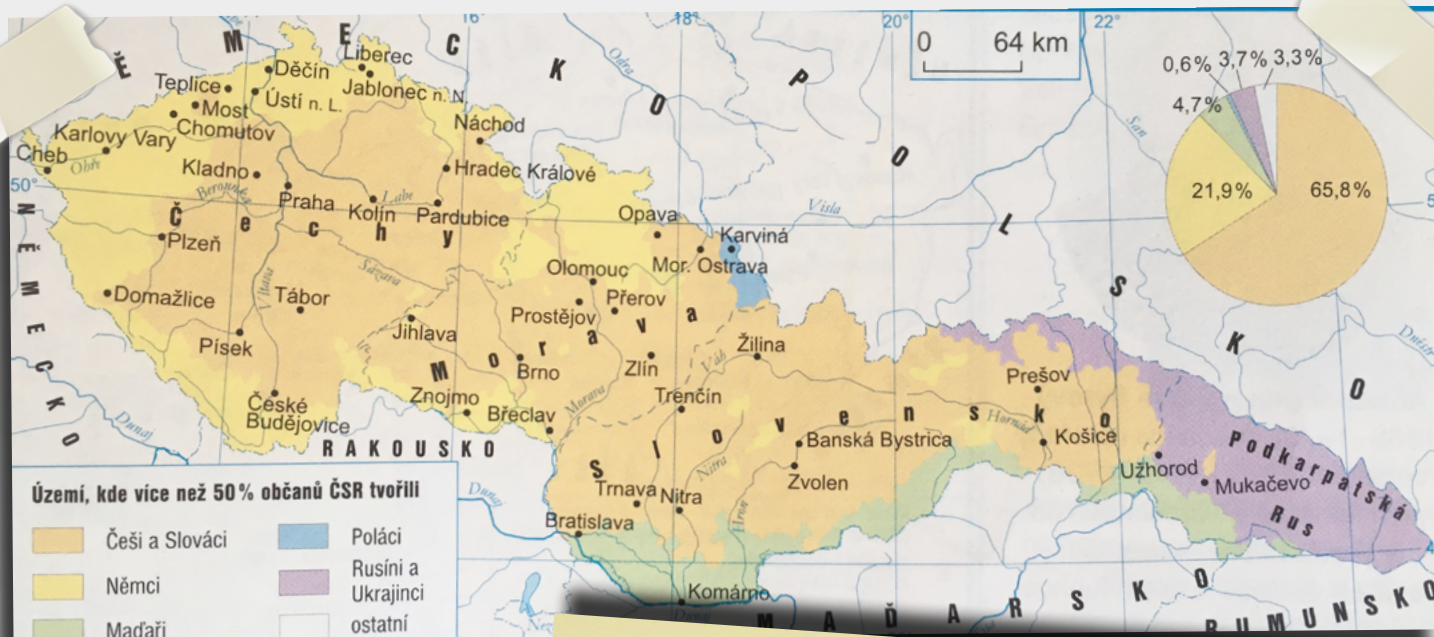 16° 18° 20° 22°
0 64 km
N Ě M E C K O
P O L S K O
0,6% 3,7% 3,3%
4,7%
21,9%
65,8%
Liberec
Děčín
Teplice
Jablonec n. N.
Ústí n. L.
Most
Chomutov
Karlovy Vary
Náchod
Cheb
Ohře
Kladno
Hradec Králové
50°
Berounka
Praha
Labe
Kolín
Pardubice
Č e c h y
Plzeň
Opava
Karviná
Mor. Ostrava
Odra
Visla
San
Dněstr
Sázava
Olomouc
Domažlice
Vltava
Tábor
Přerov
Prostějov
Jihlava
Písek
M o r a v a
Brno
Zlín
Žilina
Váh
České
Budějovice
Znojmo
Břeclav
Morava
Trenčín
Prešov
Dunaj
R A K O U S K O
S l o v e n s k o
Banská Bystrica
Hornád
Košice
Nitra
Zvolen
Užhorod
Mukačevo
Podkarpatská
Rus
Trnava
Nitra
Hron
Bratislava
Dunaj
Komárno
M A Ď A R S K O
R U M U N S K O
Území, kde více než 50% občanů ČSR tvořili
Češi a Slováci
Němci
Maďaři
Poláci
Rusíni a
Ukrajinci
ostatní